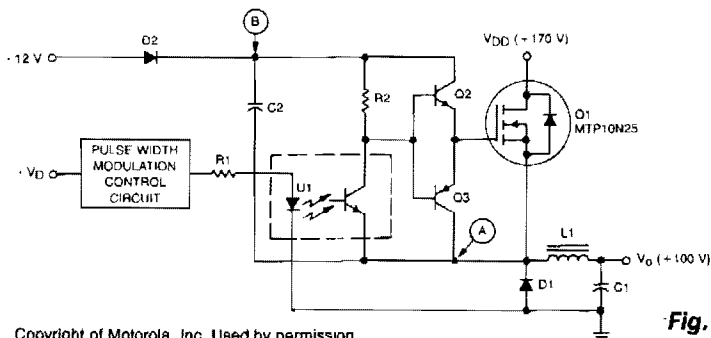 B
D2
· 12 V
VDD (+170 V)
Q2
R2
C2
Q1
MTP10N25
PULSE WIDTH
MODULATION
CONTROL
CIRCUIT
· VD
R1
U1
Q3
A
L1
Vo (+100 V)
D1
C1
Copyright of Motorola, Inc. Used by permission
Fig.